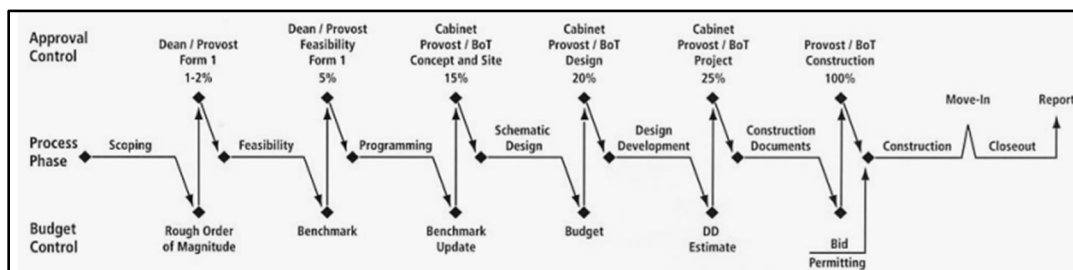 Approval
Control
Dean / Provost
Form 1
1-2%
Dean / Provost
Feasibility
Form 1
5%
Cabinet
Provost / BoT
Concept and Site
15%
Cabinet
Provost / BoT
Design
20%
Cabinet
Provost / BoT
Project
25%
Provost / BoT
Construction
100%
Move-In
Report
Process
Phase
Scoping
Feasibility
Programming
Schematic
Design
Design
Development
Construction
Documents
Construction
Closeout
Budget
Control
Rough Order
of Magnitude
Benchmark
Benchmark
Update
Budget
DD
Estimate
Bid
Permitting